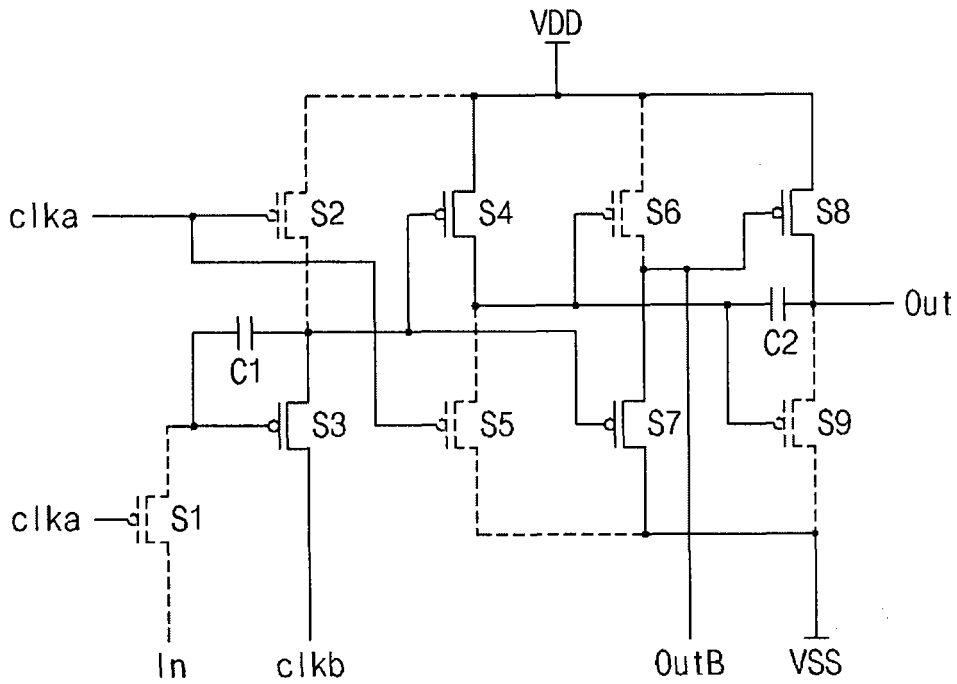 VDD
clka
S2
S4
S6
S8
Out
C1
C2
S3
S5
S7
S9
clka
S1
In
clkb
OutB
VSS